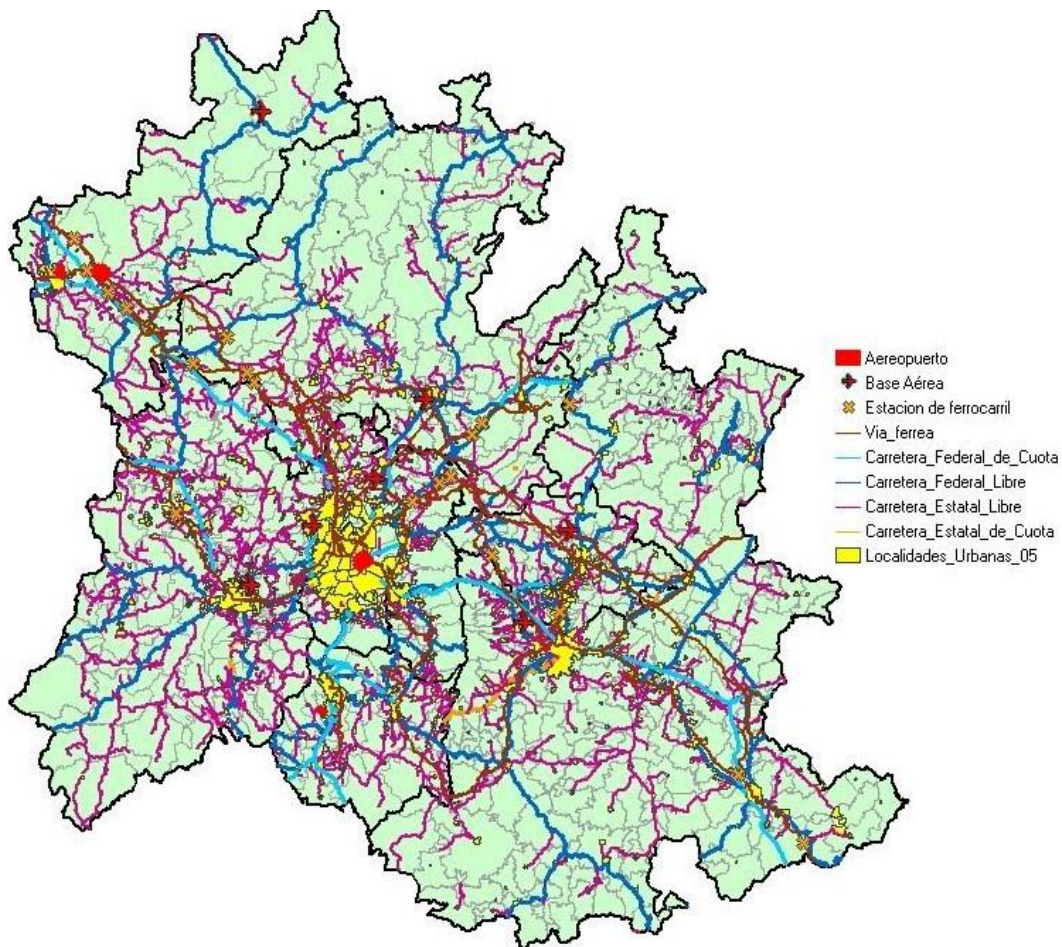 Aereopuerto
Base Aérea
Estacion de ferrocarril
Via_ferrea
Carretera_Federal_de_Cuota
Carretera_Federal_Libre
Carretera_Estatal_Libre
Carretera_Estatal_de_Cuota
Localidades_Urbanas_05